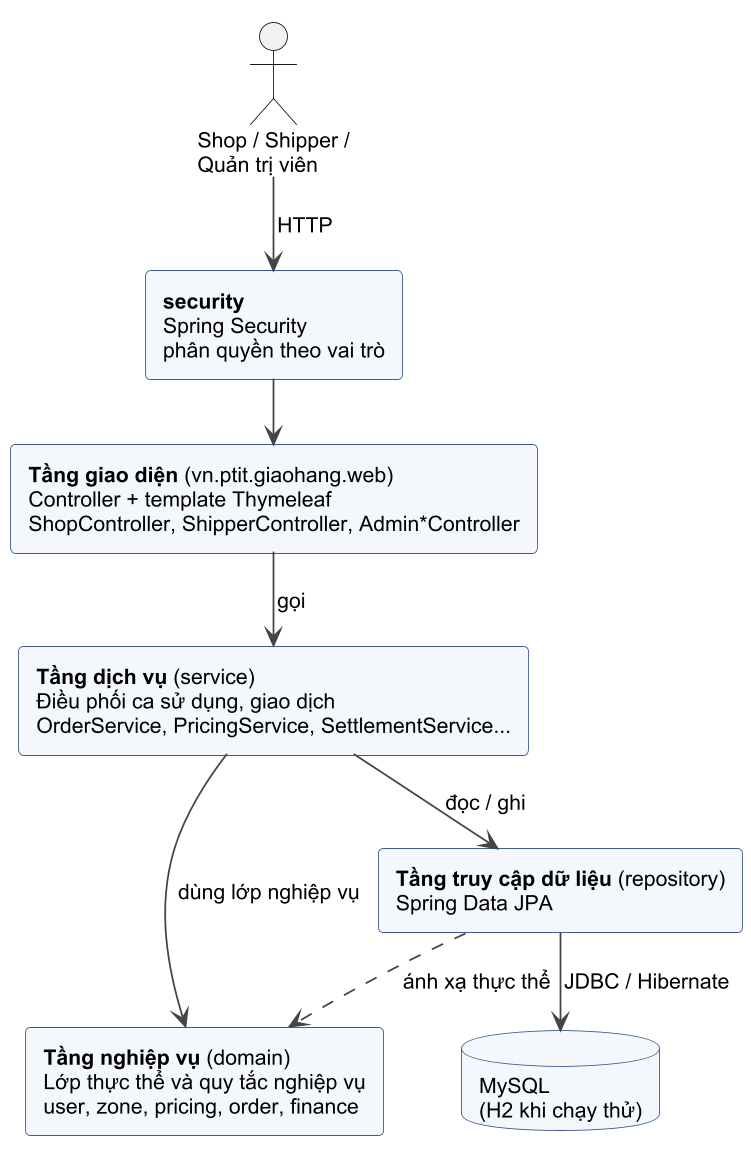 Shop / Shipper /
Quản trị viên
HTTP
security
Spring Security
phân quyền theo vai trò
Tầng giao diện (vn.ptit.giaohang.web)
Controller + template Thymeleaf
ShopController, ShipperController, Admin*Controller
gọi
Tầng dịch vụ (service)
Điều phối ca sử dụng, giao dịch
OrderService, PricingService, SettlementService...
đọc / ghi
dùng lớp nghiệp vụ
Tầng truy cập dữ liệu (repository)
Spring Data JPA
ánh xạ thực thể
JDBC / Hibernate
Tầng nghiệp vụ (domain)
Lớp thực thể và quy tắc nghiệp vụ
user, zone, pricing, order, finance
MySQL
(H2 khi chạy thử)